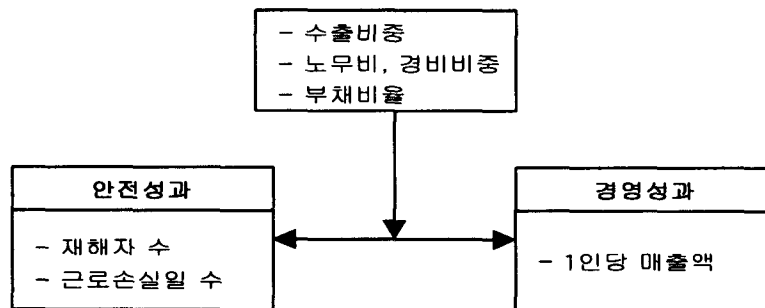 - 수출비중
- 노무비, 경비비중
- 부채비율
안전성과
- 재해자 수
- 근로손실일 수
경영성과
- 1인당 매출액